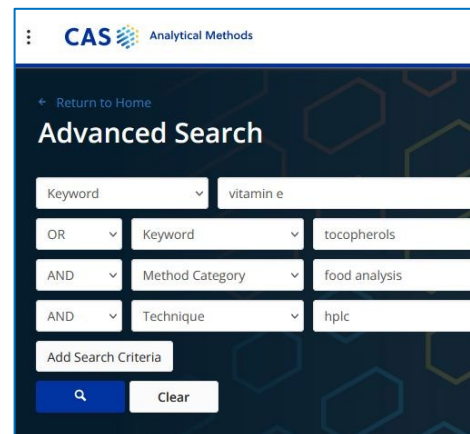 CAS Analytical Methods
← Return to Home
Advanced Search
Keyword vitamin e
OR Keyword tocopherols
AND Method Category food analysis
AND Technique hplc
Add Search Criteria
Clear